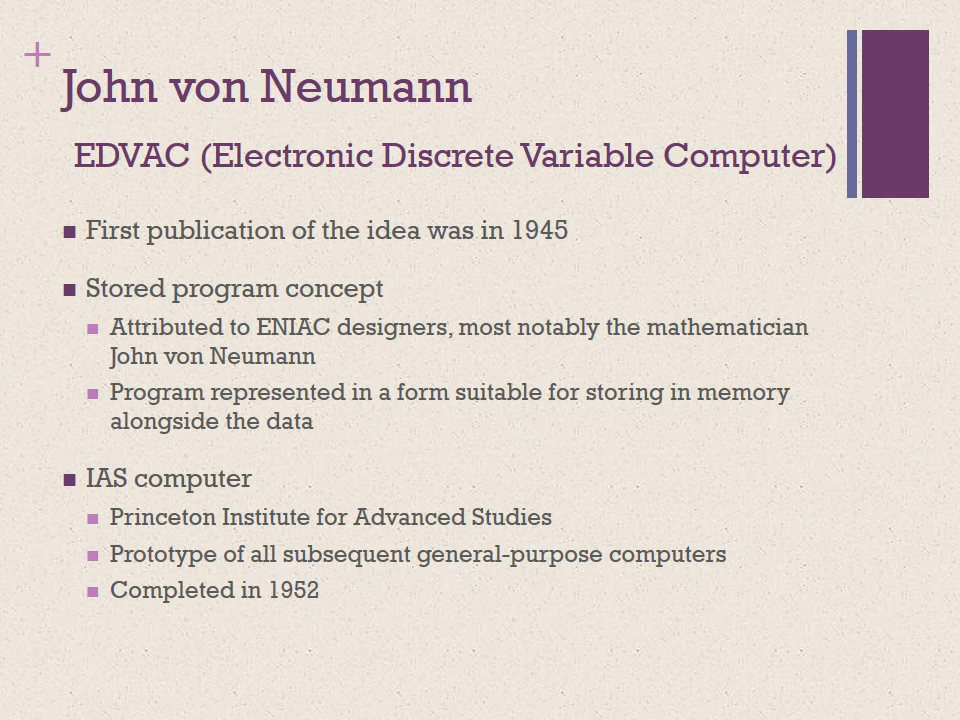 +
John von Neumann
EDVAC (Electronic Discrete Variable Computer)
■ First publication of the idea was in 1945
■ Stored program concept
■ Attributed to ENIAC designers, most notably the mathematician
John von Neumann
■ Program represented in a form suitable for storing in memory
alongside the data
■ IAS computer
■ Princeton Institute for Advanced Studies
■ Prototype of all subsequent general-purpose computers
■ Completed in 1952